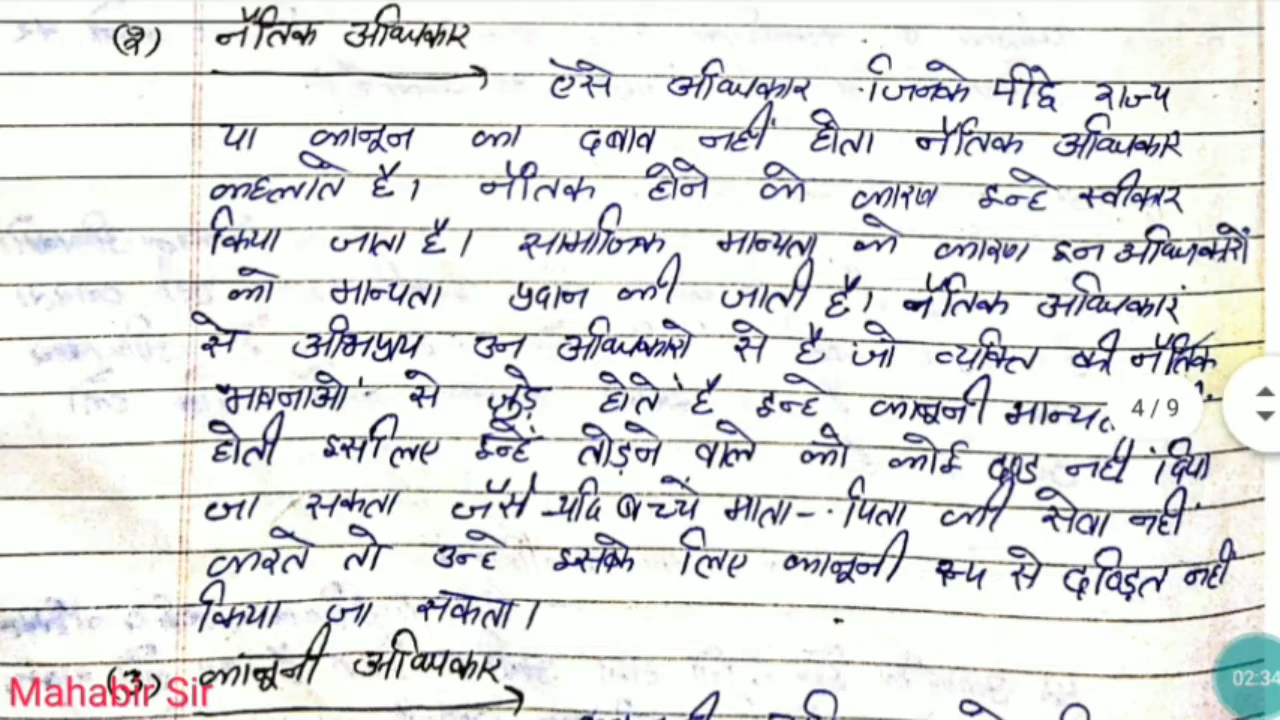 (२) नैतिक अधिकार
ऐसे अधिकार जिनके पीछे राज्य
या कानून का दबाव नहीं होता नैतिक अधिकार
कहलाते है। नैतिक होने के कारण इन्हे स्वीकार
किया जाता है। सामाजिक मान्यता के कारण इन अधिकारों
को मान्यता प्रदान की जाती है। नैतिक अधिकार
से अभिप्राय उन अधिकारो से है जो व्यक्ति की नैतिक
भावनाओं से जुड़े होते है इन्हे कानूनी
होती इसलिए इन्हें तोड़ने वाले को कोई दण्ड नही दिया
जा सकता जैसे यदि बच्चे माता-पिता की सेवा नही
करते तो उन्हे इसके लिए कानूनी रूप से दण्डित नही
किया जा सकता।
(3) कानूनी अधिकार
4 / 9
02:34
Mahabir Sir